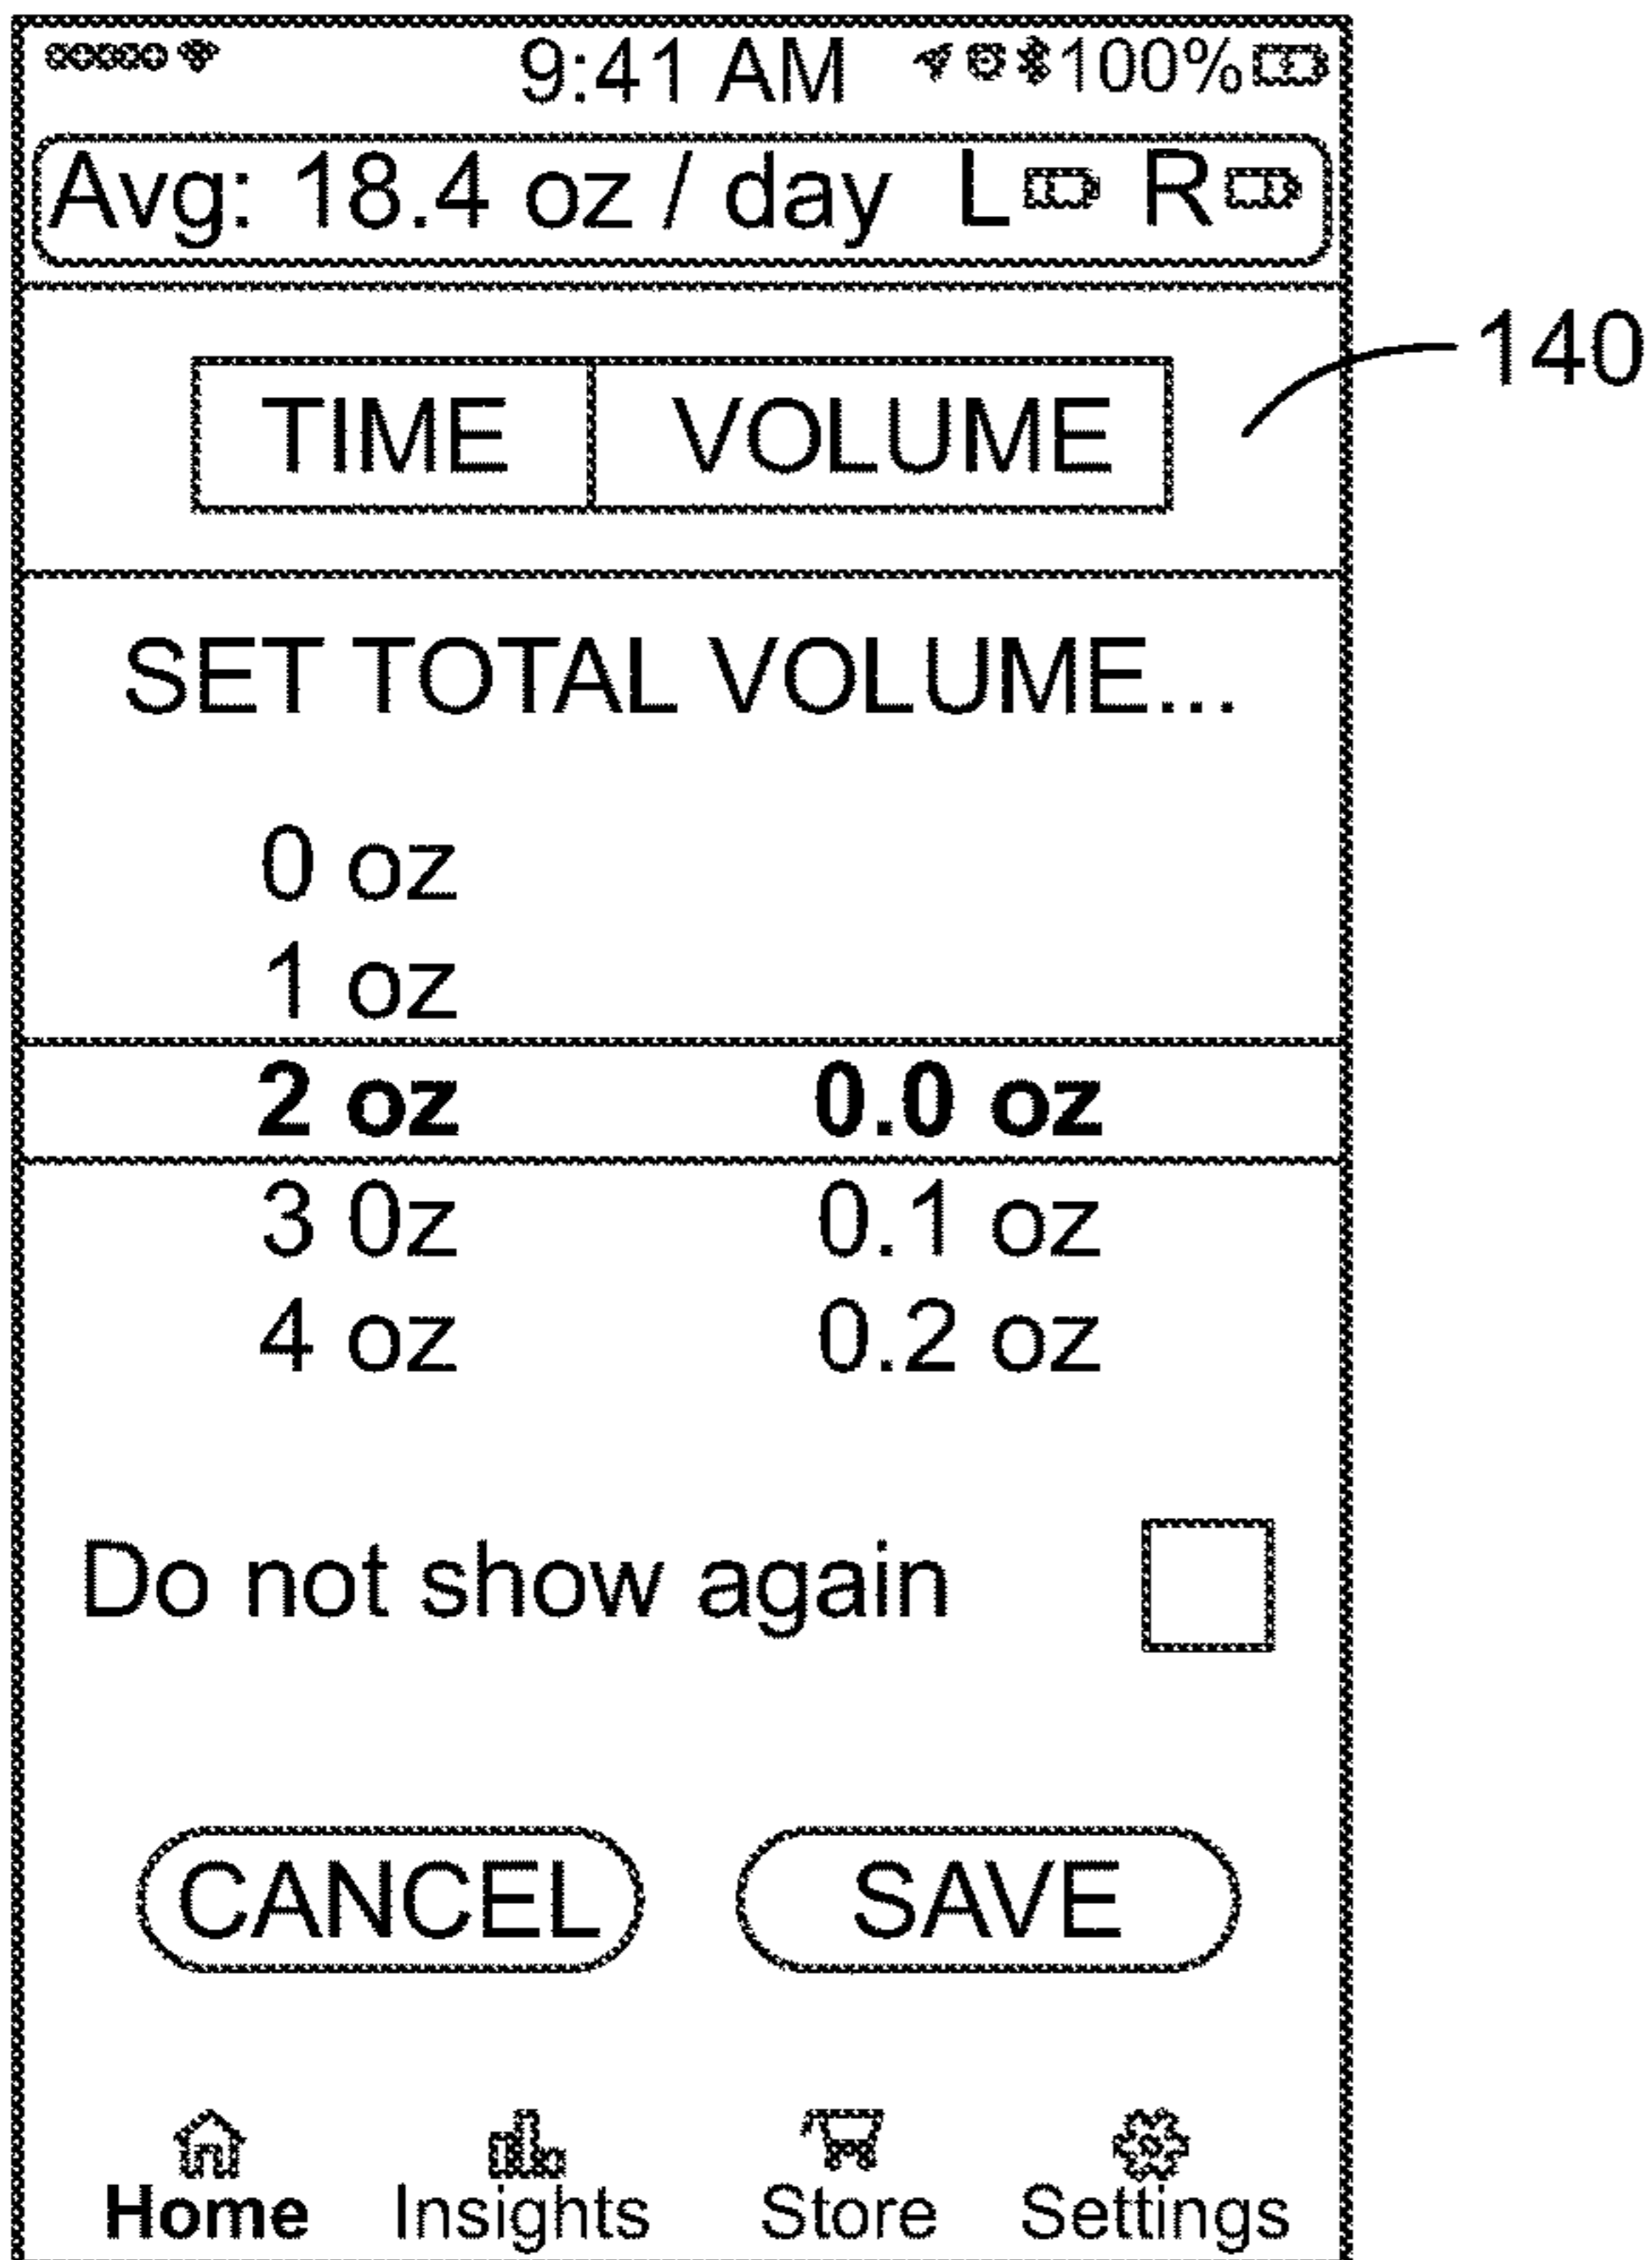 9:41 AM 100%
Avg: 18.4 oz / day L R
140
TIME VOLUME
SET TOTAL VOLUME...
0 oz
1 oz
2 oz 0.0 oz
3 0z 0.1 oz
4 oz 0.2 oz
Do not show again
CANCEL SAVE
Home Insights Store Settings